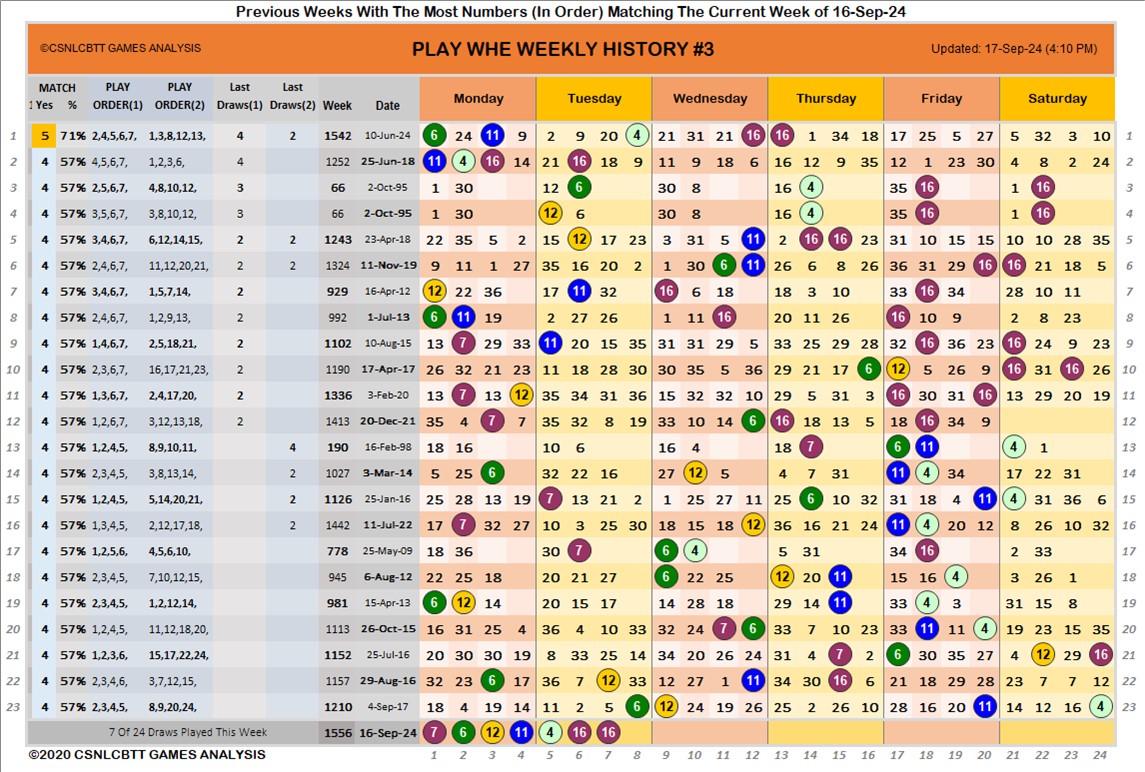 Previous Weeks With The Most Numbers (In Order) Matching The Current Week of 16-Sep-24
©CSNLCBTT GAMES ANALYSIS PLAY WHE WEEKLY HISTORY #3 Updated: 17-Sep-24 (4:10 PM)
MATCH PLAY PLAY Last Last
1 Yes % ORDER(1) ORDER(2) Draws(1) Draws(2) Week Date Monday Tuesday Wednesday Thursday Friday Saturday
1 5 71% 2,4,5,6,7, 1,3,8,12,13, 4 2 1542 10-Jun-24 6 24 11 9 2 9 20 4 21 31 21 16 16 1 34 18 17 25 5 27 5 32 3 10 1
2 4 57% 4,5,6,7, 1,2,3,6, 4 1252 25-Jun-18 11 4 16 14 21 16 18 9 11 9 18 6 16 12 9 35 12 1 23 30 4 8 2 24 2
3 4 57% 2,5,6,7, 4,8,10,12, 3 66 2-Oct-95 1 30 12 6 30 8 16 4 35 16 1 16 3
4 4 57% 3,5,6,7, 3,8,10,12, 3 66 2-Oct-95 1 30 12 6 30 8 16 4 35 16 1 16 4
5 4 57% 3,4,6,7, 6,12,14,15, 2 2 1243 23-Apr-18 22 35 5 2 15 12 17 23 3 31 5 11 2 16 16 23 31 10 15 15 10 10 28 35 5
6 4 57% 2,4,6,7, 11,12,20,21, 2 1324 11-Nov-19 9 11 1 27 35 16 20 2 1 30 6 11 26 6 8 26 36 31 29 16 16 21 18 5 6
7 4 57% 3,4,6,7, 1,5,7,14, 2 929 16-Apr-12 12 22 36 17 11 32 16 6 18 18 3 10 33 16 34 28 10 11 7
8 4 57% 2,4,6,7, 1,2,9,13, 2 992 1-Jul-13 6 11 19 2 27 26 1 11 16 20 11 26 16 10 9 2 8 23 8
9 4 57% 1,4,6,7, 2,5,18,21, 2 1102 10-Aug-15 13 7 29 33 11 20 15 35 31 31 29 5 33 25 29 28 32 16 36 23 16 24 9 23 9
10 4 57% 2,3,6,7, 16,17,21,23, 2 1190 17-Apr-17 26 32 21 23 11 18 28 30 30 35 5 36 29 21 17 6 12 5 26 9 16 31 16 26 10
11 4 57% 1,3,6,7, 2,4,17,20, 2 1336 3-Feb-20 13 7 13 12 35 34 31 36 15 32 32 10 29 5 31 3 16 30 31 16 13 29 20 19 11
12 4 57% 1,2,6,7, 3,12,13,18, 2 1413 20-Dec-21 35 4 7 7 35 32 8 19 33 10 14 6 16 18 13 5 18 16 34 9 12
13 4 57% 1,2,4,5, 8,9,10,11, 4 190 16-Feb-98 18 16 10 6 16 4 18 7 6 11 4 1 13
14 4 57% 2,3,4,5, 3,8,13,14, 2 1027 3-Mar-14 5 25 6 32 22 16 27 12 5 4 7 31 11 4 34 17 22 31 14
15 4 57% 1,2,4,5, 5,14,20,21, 2 1126 25-Jan-16 25 28 13 19 7 13 21 2 1 25 27 11 25 6 10 32 31 18 4 11 4 31 36 6 15
16 4 57% 1,3,4,5, 2,12,17,18, 2 1442 11-Jul-22 17 7 32 27 10 3 25 30 18 15 18 12 36 16 21 24 11 4 20 12 8 26 10 32 16
17 4 57% 1,2,5,6, 4,5,6,10, 778 25-May-09 18 36 30 7 6 4 5 31 34 16 2 33 17
18 4 57% 2,3,4,5, 7,10,12,15, 945 6-Aug-12 22 25 18 20 21 27 6 22 25 12 20 11 15 16 4 3 26 1 18
19 4 57% 2,3,4,5, 1,2,12,14, 981 15-Apr-13 6 12 14 20 15 17 14 28 18 29 14 11 33 4 3 31 15 8 19
20 4 57% 1,2,4,5, 11,12,18,20, 1113 26-Oct-15 16 31 25 4 36 4 10 33 32 24 7 6 33 7 10 23 33 11 11 4 19 23 15 35 20
21 4 57% 1,2,3,6, 15,17,22,24, 1152 25-Jul-16 20 30 30 19 8 33 25 14 34 20 26 24 31 4 7 2 6 30 35 27 4 12 29 16 21
22 4 57% 2,3,4,6, 3,7,12,15, 1157 29-Aug-16 32 23 6 17 36 7 12 33 12 27 1 11 34 30 16 6 21 18 29 28 23 7 7 12 22
23 4 57% 2,3,4,5, 8,9,20,24, 1210 4-Sep-17 18 4 19 14 11 2 5 6 12 24 19 26 25 2 26 10 28 16 20 11 14 12 16 4 23
7 Of 24 Draws Played This Week 1556 16-Sep-24 7 6 12 11 4 16 16
©2020 CSNLCBTT GAMES ANALYSIS 1 2 3 4 5 6 7 8 9 10 11 12 13 14 15 16 17 18 19 20 21 22 23 24